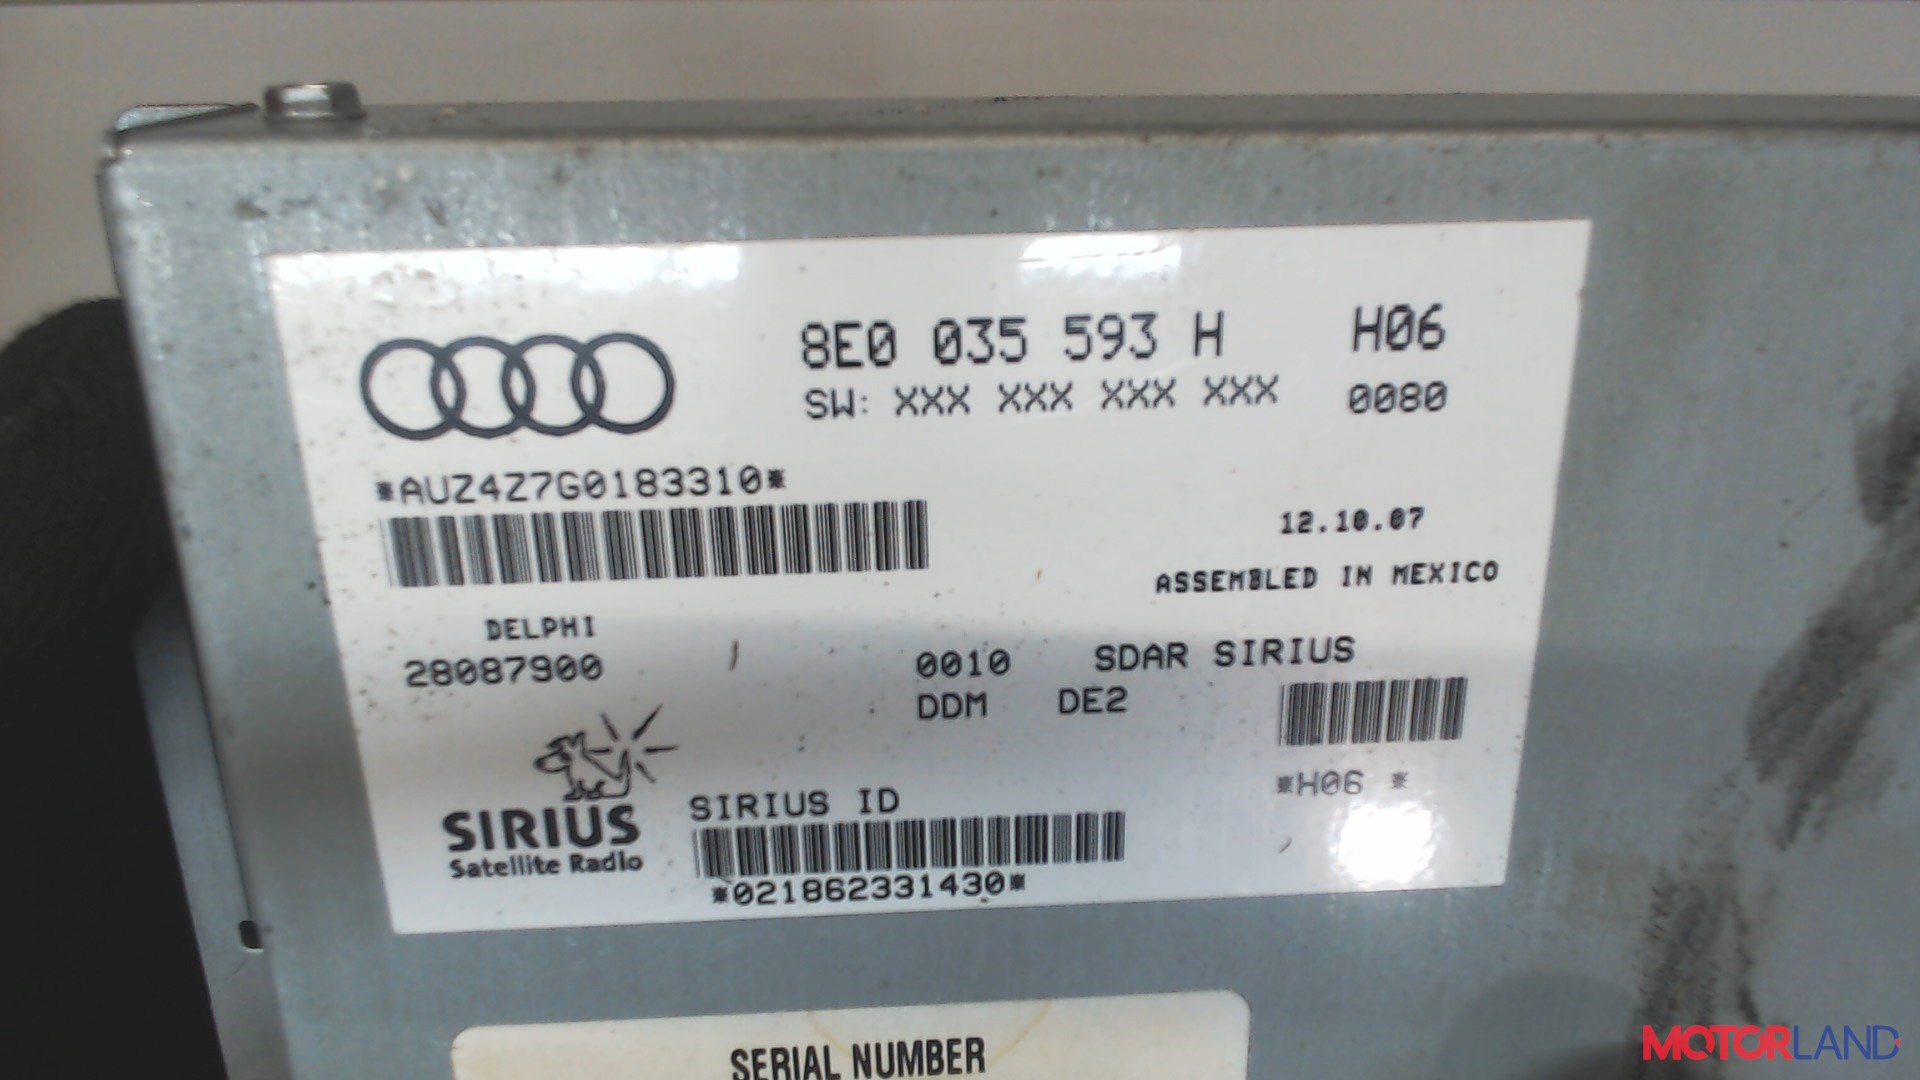 8E0 035 593 H H06
SW: XXX XXX XXX XXX 0080
*AUZ4Z7G0183310*
12.10.07
ASSEMBLED IN MEXICO
DELPHI
28087900
0010 SDAR SIRIUS
DDM DE2
*H06 *
SIRIUS
Satellite Radio
SIRIUS ID
*021862331430*
SERIAL NUMBER
MOTORLAND